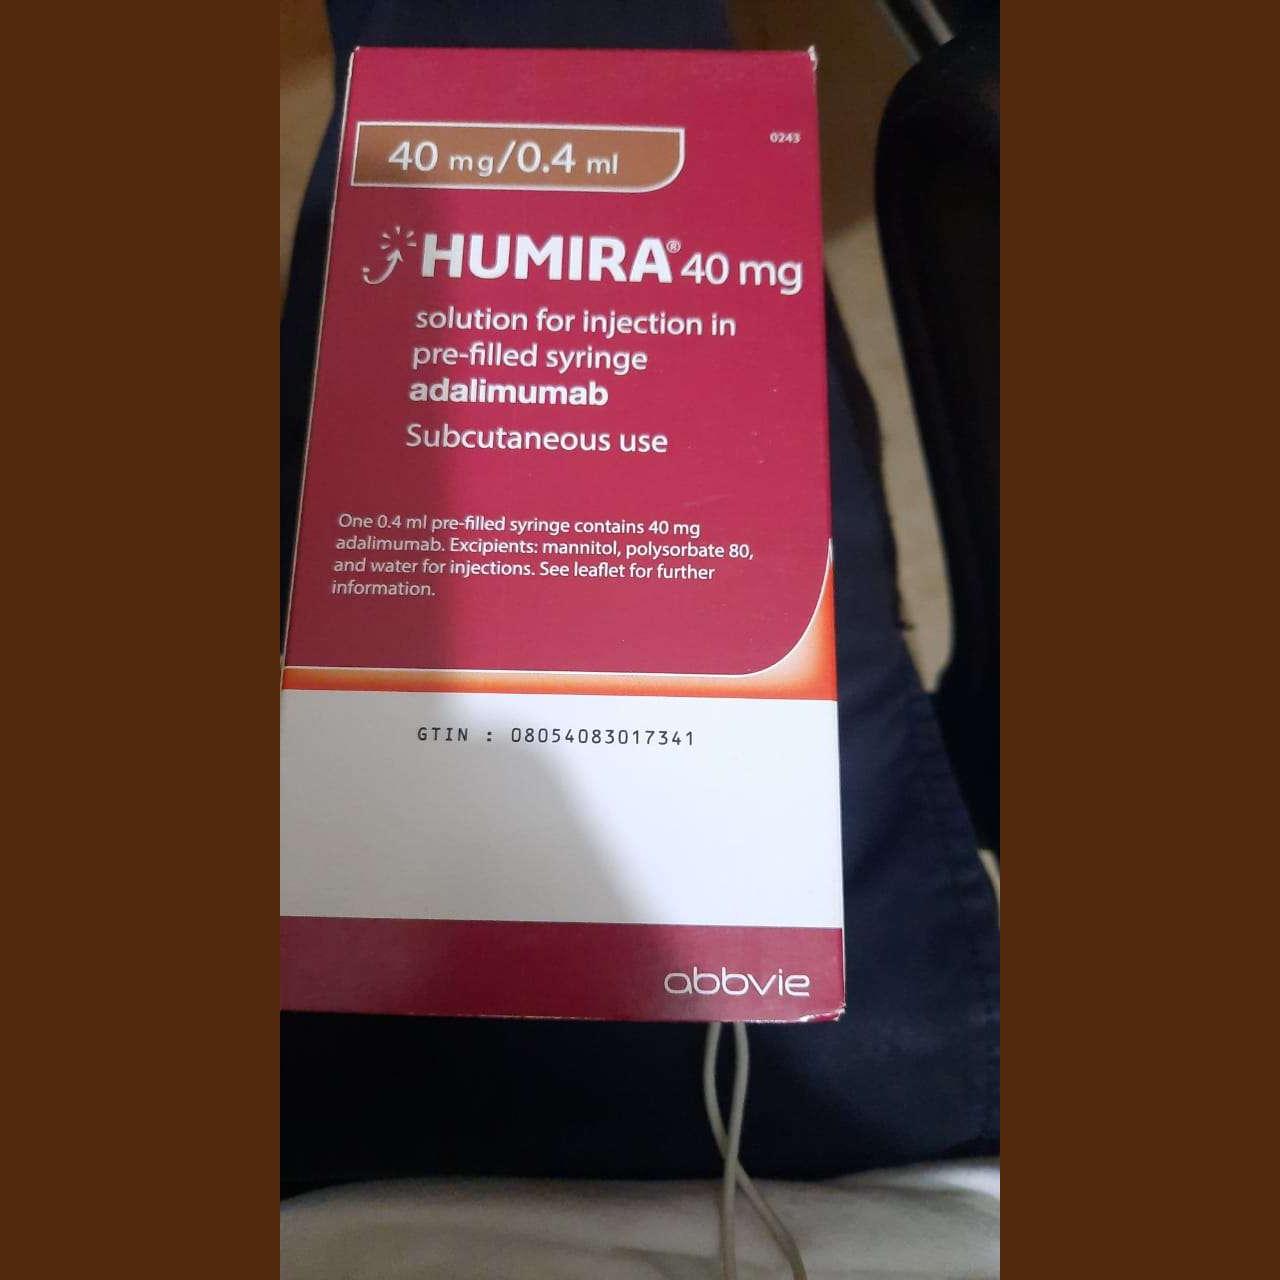 0243
40 mg/0.4 ml
HUMIRA® 40 mg
solution for injection in
pre-filled syringe
adalimumab
Subcutaneous use
One 0.4 ml pre-filled syringe contains 40 mg
adalimumab. Excipients: mannitol, polysorbate 80,
and water for injections. See leaflet for further
information.
GTIN : 08054083017341
abbvie